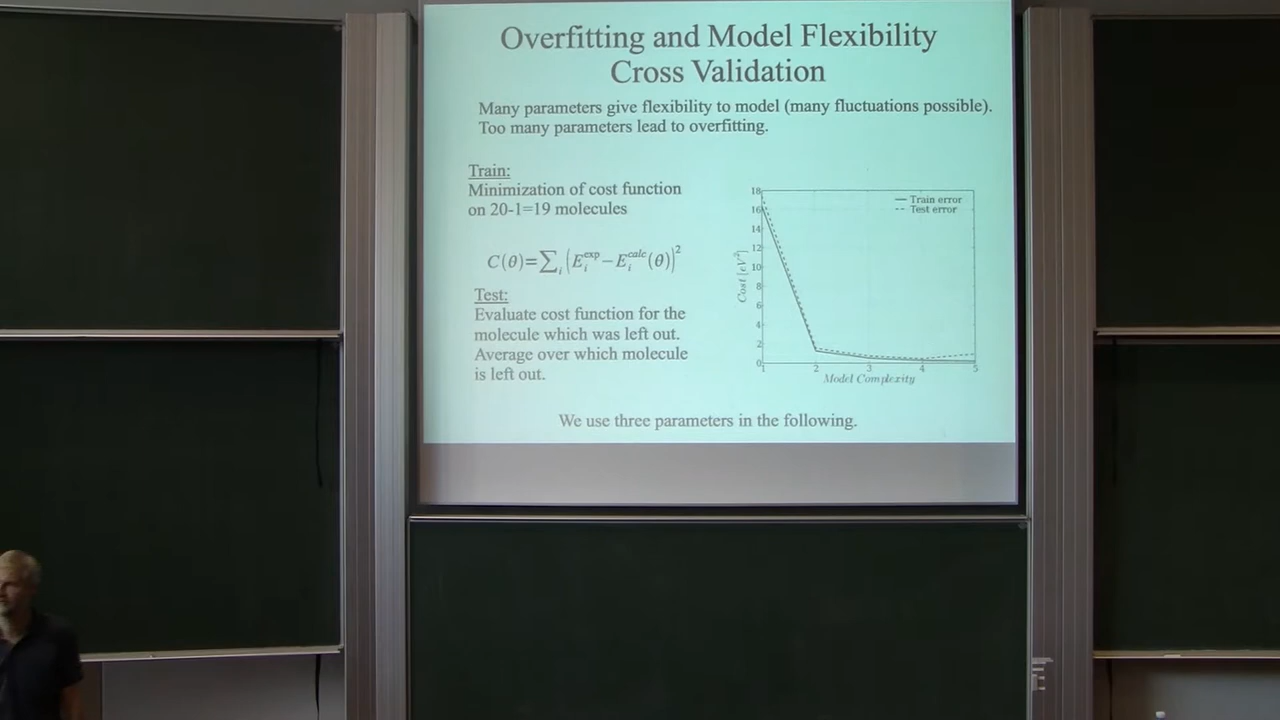 Overfitting and Model Flexibility
Cross Validation
Many parameters give flexibility to model (many fluctuations possible).
Too many parameters lead to overfitting.
Train:
Minimization of cost function
on 20-1=19 molecules
C(θ)=∑ᵢ(Eᵢᵉˣᵖ−Eᵢᶜᵃˡᶜ(θ))²
Test:
Evaluate cost function for the
molecule which was left out.
Average over which molecule
is left out.
18
16
14
12
10
8
6
4
2
0
Cost [eV²]
Train error
Test error
1 2 3 4 5
Model Complexity
We use three parameters in the following.